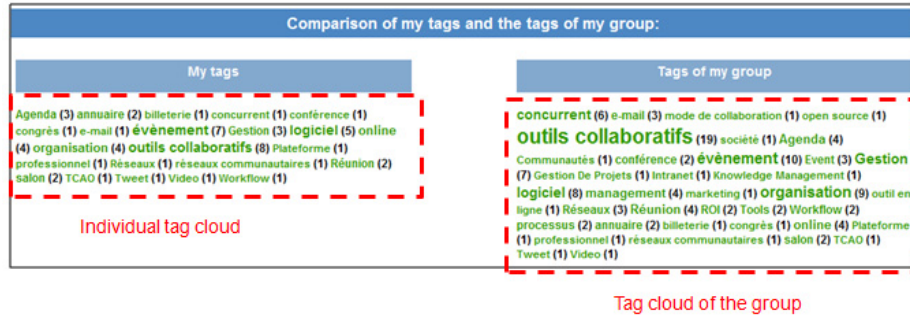 Comparison of my tags and the tags of my group:
My tags
Agenda (3) annuaire (2) billeterie (1) concurrent (1) conférence (1)
congrès (1) e-mail (1) évènement (7) Gestion (3) logiciel (5) online
(4) organisation (4) outils collaboratifs (8) Plateforme (1)
professionnel (1) Réseaux (1) réseaux communautaires (1) Réunion (2)
salon (2) TCAO (1) Tweet (1) Video (1) Workflow (1)
Individual tag cloud
Tags of my group
concurrent (6) e-mail (3) mode de collaboration (1) open source (1)
outils collaboratifs (19) société (1) Agenda (4)
Communautés (1) conférence (2) évènement (10) Event (3) Gestion
(7) Gestion De Projets (1) Intranet (1) Knowledge Management (1)
logiciel (8) management (4) marketing (1) organisation (9) outil en
ligne (1) Réseaux (3) Réunion (4) ROI (2) Tools (2) Workflow (2)
processus (2) annuaire (2) billeterie (1) congrès (1) online (4) Plateforme
(1) professionnel (1) réseaux communautaires (1) salon (2) TCAO (1)
Tweet (1) Video (1)
Tag cloud of the group